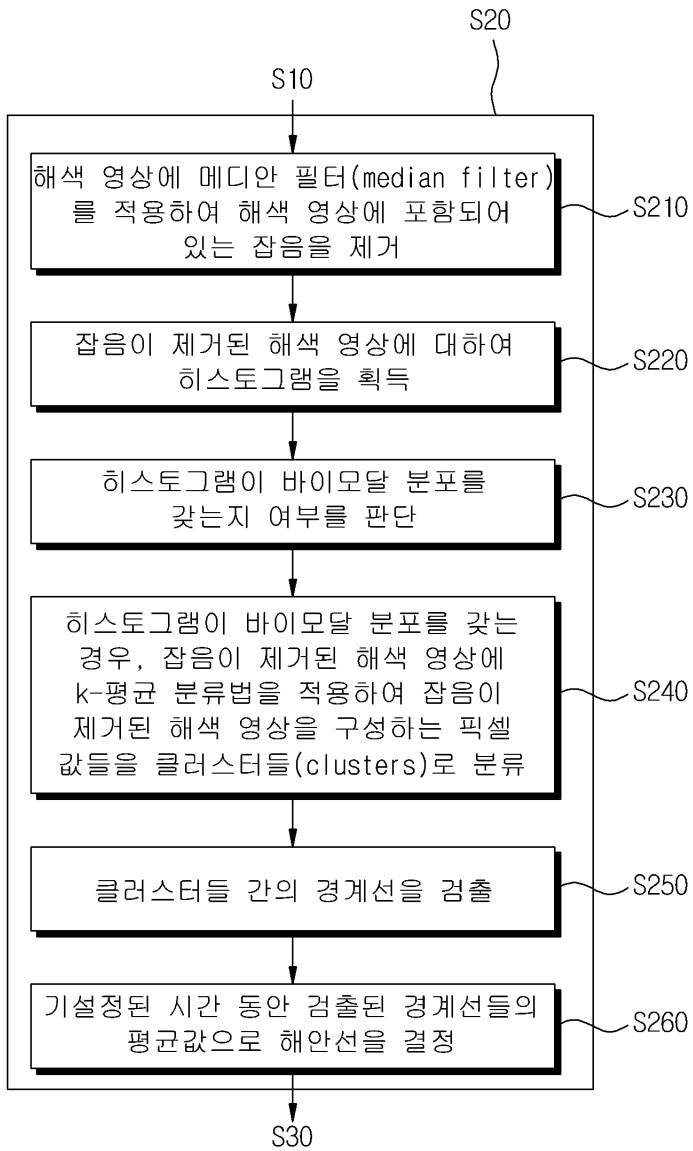 S20
S10
해색 영상에 메디안 필터(median filter)
를 적용하여 해색 영상에 포함되어
있는 잡음을 제거
S210
잡음이 제거된 해색 영상에 대하여
히스토그램을 획득
S220
히스토그램이 바이모달 분포를
갖는지 여부를 판단
S230
히스토그램이 바이모달 분포를 갖는
경우, 잡음이 제거된 해색 영상에
k-평균 분류법을 적용하여 잡음이
제거된 해색 영상을 구성하는 픽셀
값들을 클러스터들(clusters)로 분류
S240
클러스터들 간의 경계선을 검출
S250
기설정된 시간 동안 검출된 경계선들의
평균값으로 해안선을 결정
S260
S30